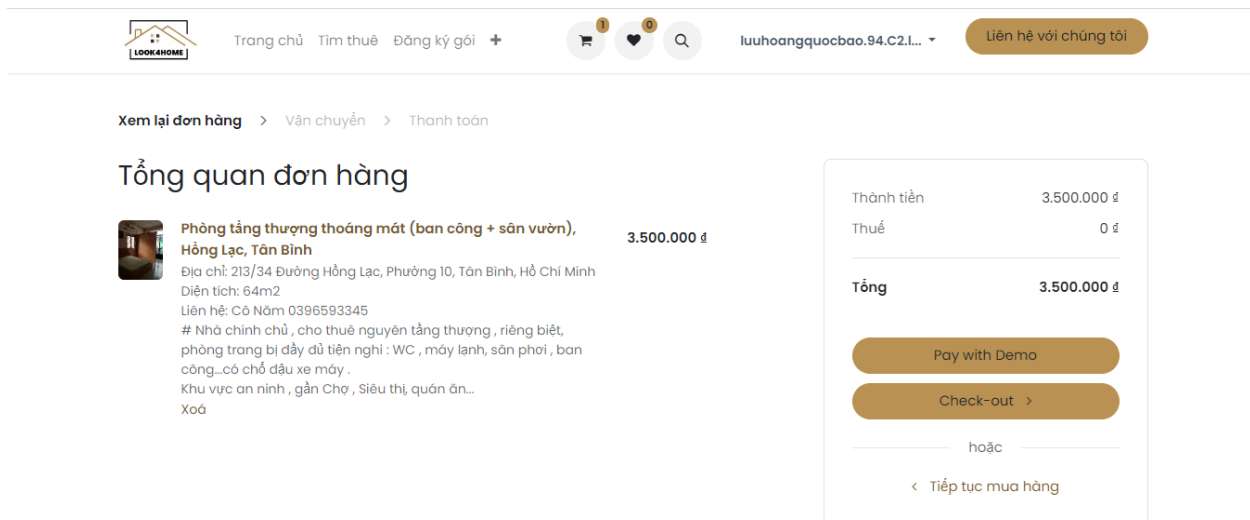 LOOK4HOME
Trang chủ Tìm thuê Đăng ký gói
1
0
luuhoangquocbao.94.C2.l...
Liên hệ với chúng tôi
Xem lại đơn hàng > Vận chuyển > Thanh toán
Tổng quan đơn hàng
Phòng tầng thượng thoáng mát (ban công + sân vườn),
Hồng Lạc, Tân Bình
3.500.000 ₫
Địa chỉ: 213/34 Đường Hồng Lạc, Phường 10, Tân Bình, Hồ Chí Minh
Diện tích: 64m2
Liên hệ: Cô Năm 0396593345
# Nhà chính chủ , cho thuê nguyên tầng thượng , riêng biệt,
phòng trang bị đầy đủ tiện nghi : WC , máy lạnh, sân phơi , ban
công...có chổ đậu xe máy .
Khu vực an ninh , gần Chợ , Siêu thị, quán ăn...
Xoá
Thành tiền 3.500.000 ₫
Thuế 0 ₫
Tổng 3.500.000 ₫
Pay with Demo
Check-out >
hoặc
< Tiếp tục mua hàng